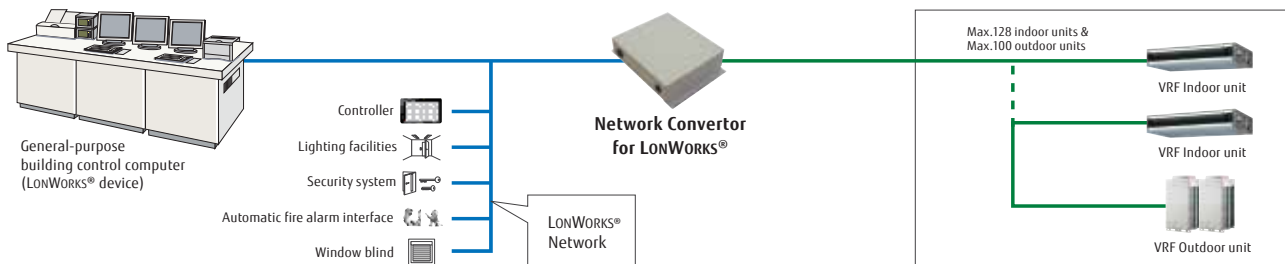 General-purpose
building control computer
(LONWORKS® device)
Controller
Lighting facilities
Security system
Automatic fire alarm interface
Window blind
LONWORKS®
Network
Network Convertor
for LONWORKS®
Max.128 indoor units &
Max.100 outdoor units
VRF Indoor unit
VRF Indoor unit
VRF Outdoor unit